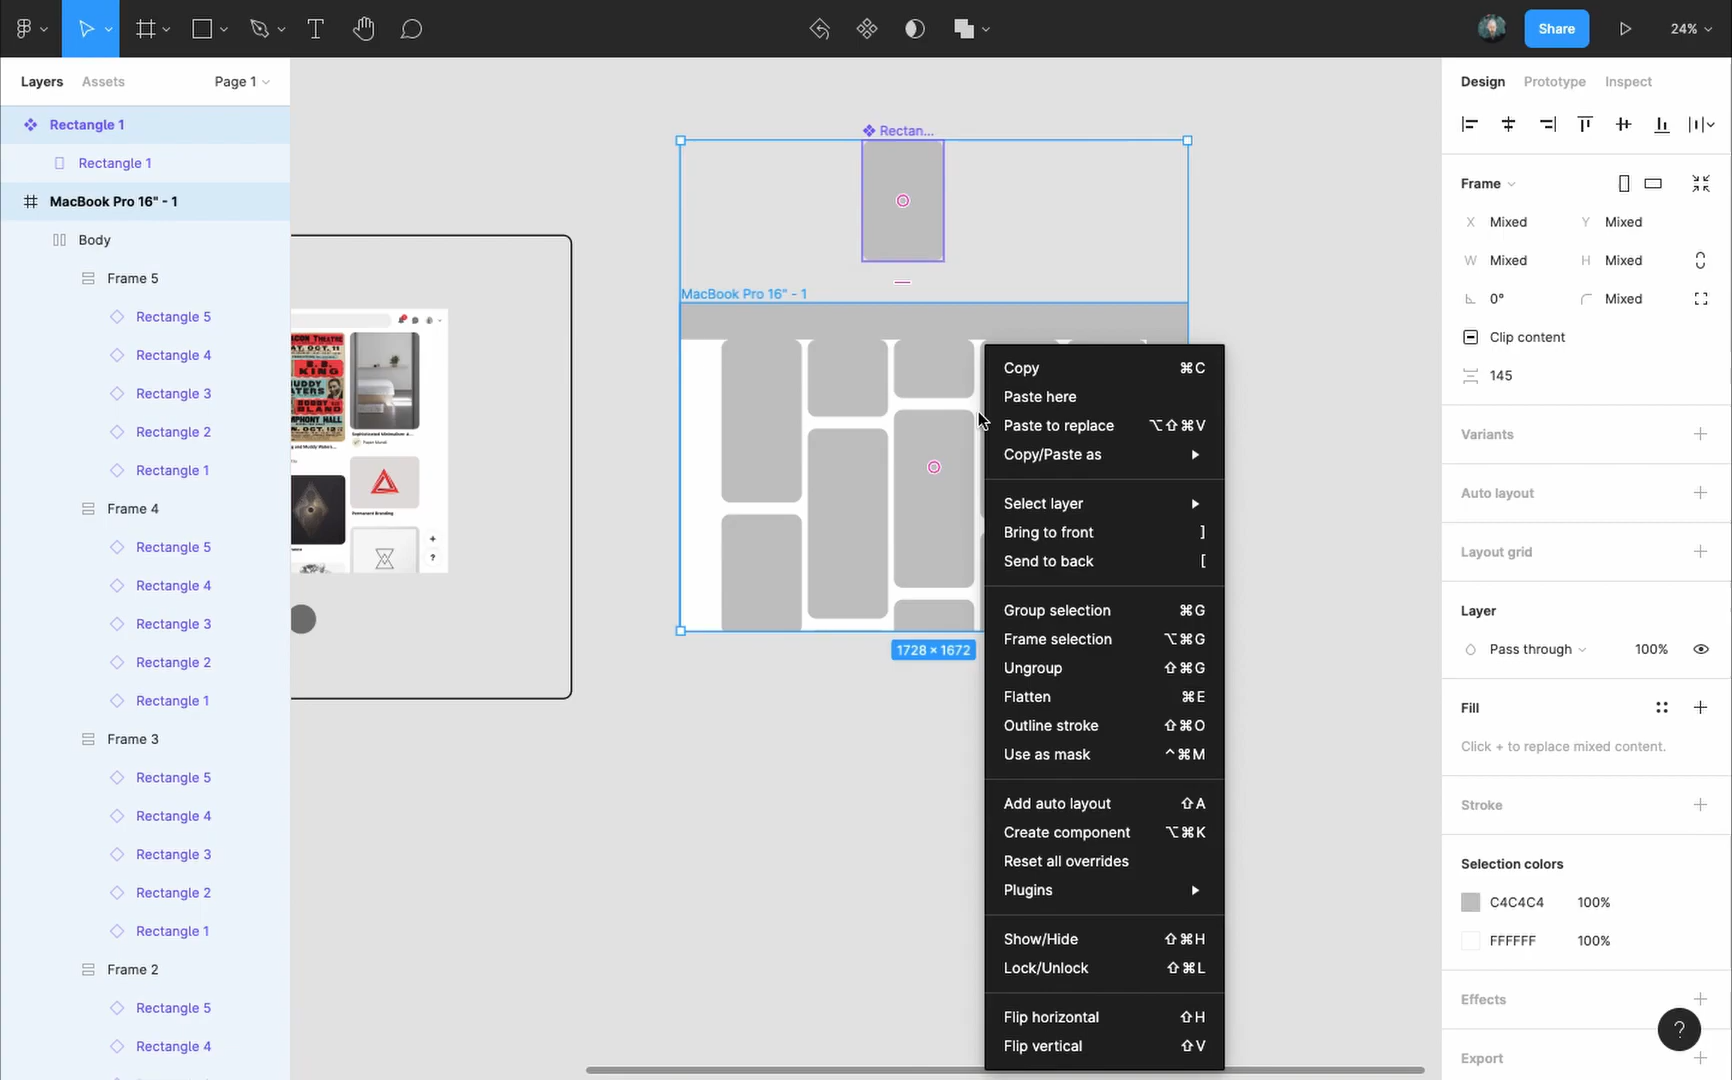 Share
24%
Layers
Assets
Page 1
Rectangle 1
Rectangle 1
MacBook Pro 16" - 1
Body
Frame 5
Rectangle 5
Rectangle 4
Rectangle 3
Rectangle 2
Rectangle 1
Frame 4
Rectangle 5
Rectangle 4
Rectangle 3
Rectangle 2
Rectangle 1
Frame 3
Rectangle 5
Rectangle 4
Rectangle 3
Rectangle 2
Rectangle 1
Frame 2
Rectangle 5
Rectangle 4
Rectan...
MacBook Pro 16" - 1
1728 × 1672
Copy ⌘C
Paste here
Paste to replace ⌥⇧⌘V
Copy/Paste as
Select layer
Bring to front ]
Send to back [
Group selection ⌘G
Frame selection ⌥⌘G
Ungroup ⇧⌘G
Flatten ⌘E
Outline stroke ⇧⌘O
Use as mask ^⌘M
Add auto layout ⇧A
Create component ⌥⌘K
Reset all overrides
Plugins
Show/Hide ⇧⌘H
Lock/Unlock ⇧⌘L
Flip horizontal ⇧H
Flip vertical ⇧V
Design
Prototype
Inspect
Frame
X Mixed Y Mixed
W Mixed H Mixed
0° Mixed
Clip content
145
Variants
Auto layout
Layout grid
Layer
Pass through 100%
Fill
Click + to replace mixed content.
Stroke
Selection colors
C4C4C4 100%
FFFFFF 100%
Effects
?
Export